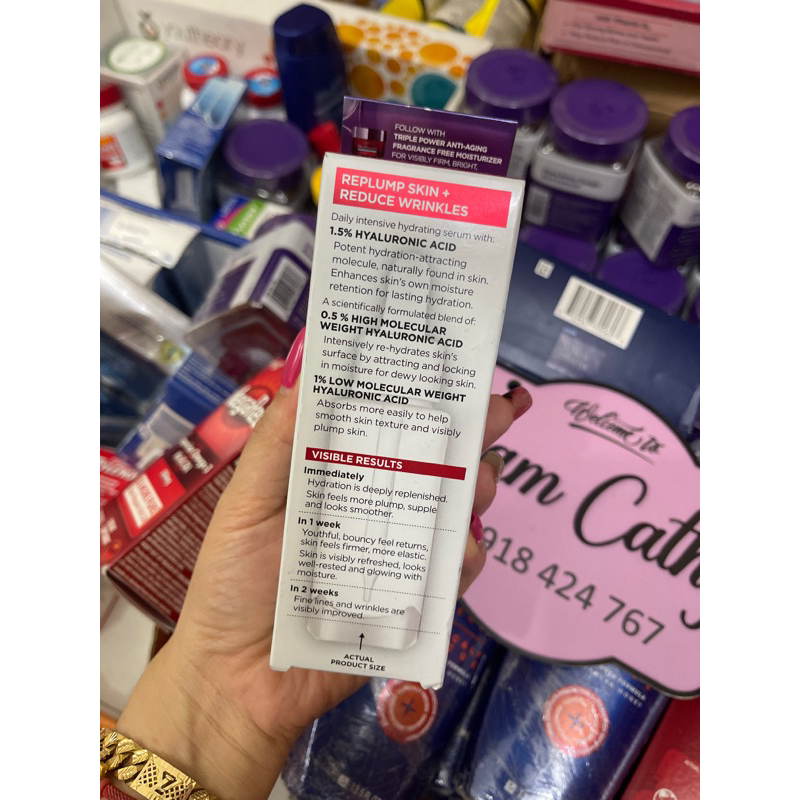 FOLLOW WITH
TRIPLE POWER ANTI-AGING
FRAGRANCE FREE MOISTURIZER
FOR VISIBLY FIRM, BRIGHT,
REPLUMP SKIN +
REDUCE WRINKLES
Daily intensive hydrating serum with:
1.5% HYALURONIC ACID
Potent hydration-attracting
molecule, naturally found in skin.
Enhances skin's own moisture
retention for lasting hydration.
A scientifically formulated blend of:
0.5 % HIGH MOLECULAR
WEIGHT HYALURONIC ACID
Intensively re-hydrates skin's
surface by attracting and locking
in moisture for dewy looking skin.
1% LOW MOLECULAR WEIGHT
HYALURONIC ACID
Absorbs more easily to help
smooth skin texture and visibly
plump skin.
VISIBLE RESULTS
Immediately
Hydration is deeply replenished.
Skin feels more plump, supple
and looks smoother.
In 1 week
Youthful, bouncy feel returns,
skin feels firmer, more elastic.
Skin is visibly refreshed, looks
well-rested and glowing with
moisture.
In 2 weeks
Fine lines and wrinkles are
visibly improved.
ACTUAL
PRODUCT SIZE
Welcome to
am Cathy
918 424 767